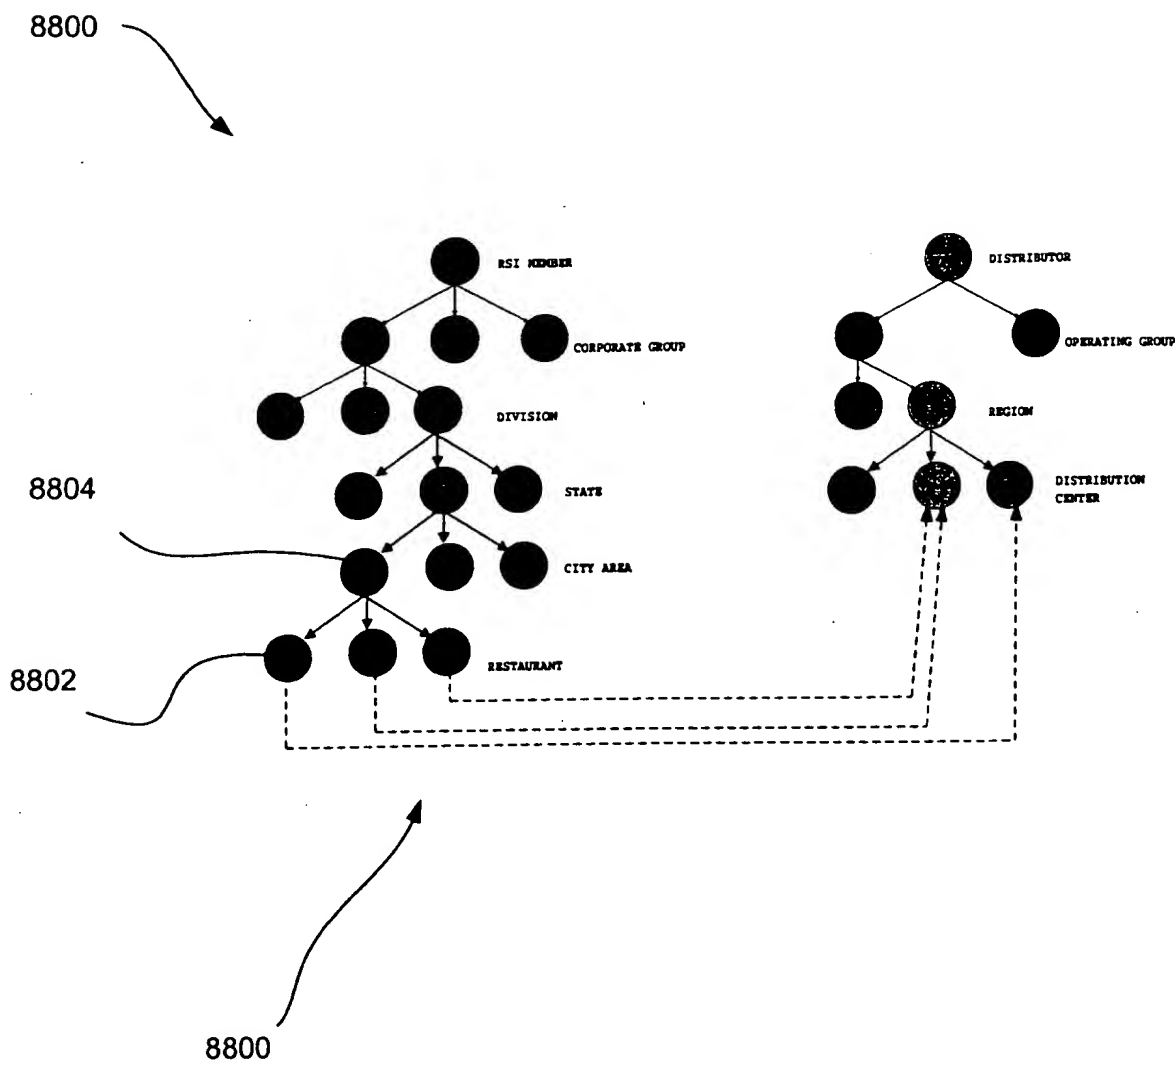 8800
RSI MEMBER
DISTRIBUTOR
CORPORATE GROUP
OPERATING GROUP
DIVISION
REGION
8804
STATE
DISTRIBUTION
CENTER
CITY AREA
8802
RESTAURANT
8800